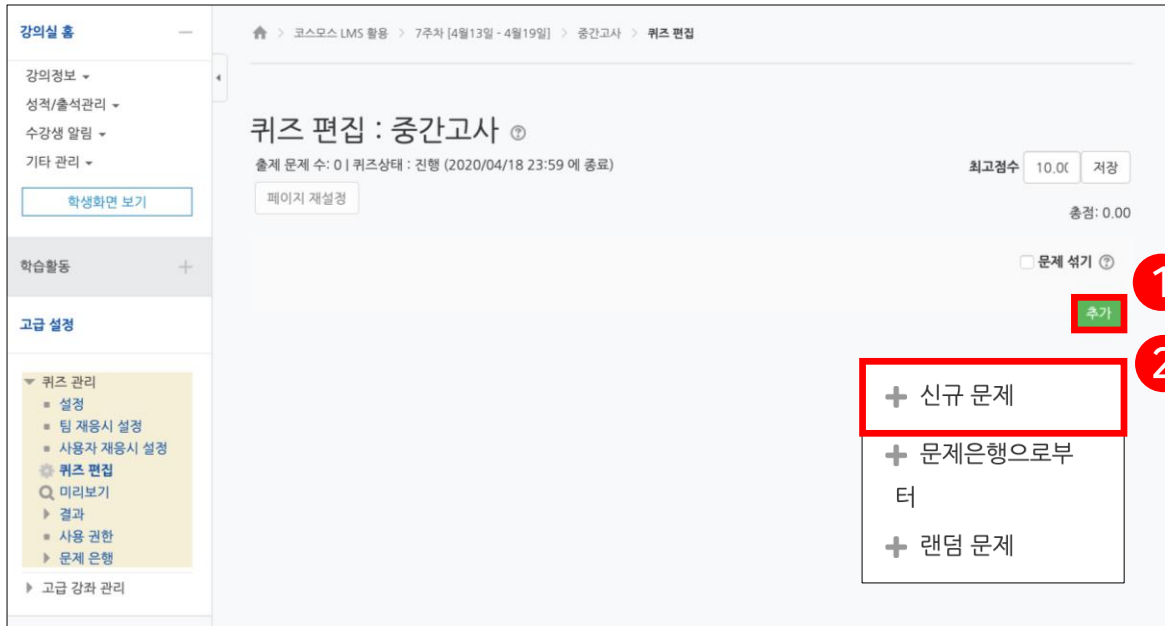 강의실 홈
코스모스 LMS 활용 > 7주차 [4월13일 - 4월19일] > 중간고사 > 퀴즈 편집
강의정보
성적/출석관리
수강생 알림
기타 관리
학생화면 보기
학습활동
고급 설정
퀴즈 관리
설정
팀 재응시 설정
사용자 재응시 설정
퀴즈 편집
미리보기
결과
사용 권한
문제 은행
고급 강좌 관리
퀴즈 편집 : 중간고사
출제 문제 수: 0 | 퀴즈상태 : 진행 (2020/04/18 23:59 에 종료)
최고점수 10.00 저장
페이지 재설정
총점: 0.00
문제 섞기
1
추가
2
신규 문제
문제은행으로부
터
랜덤 문제